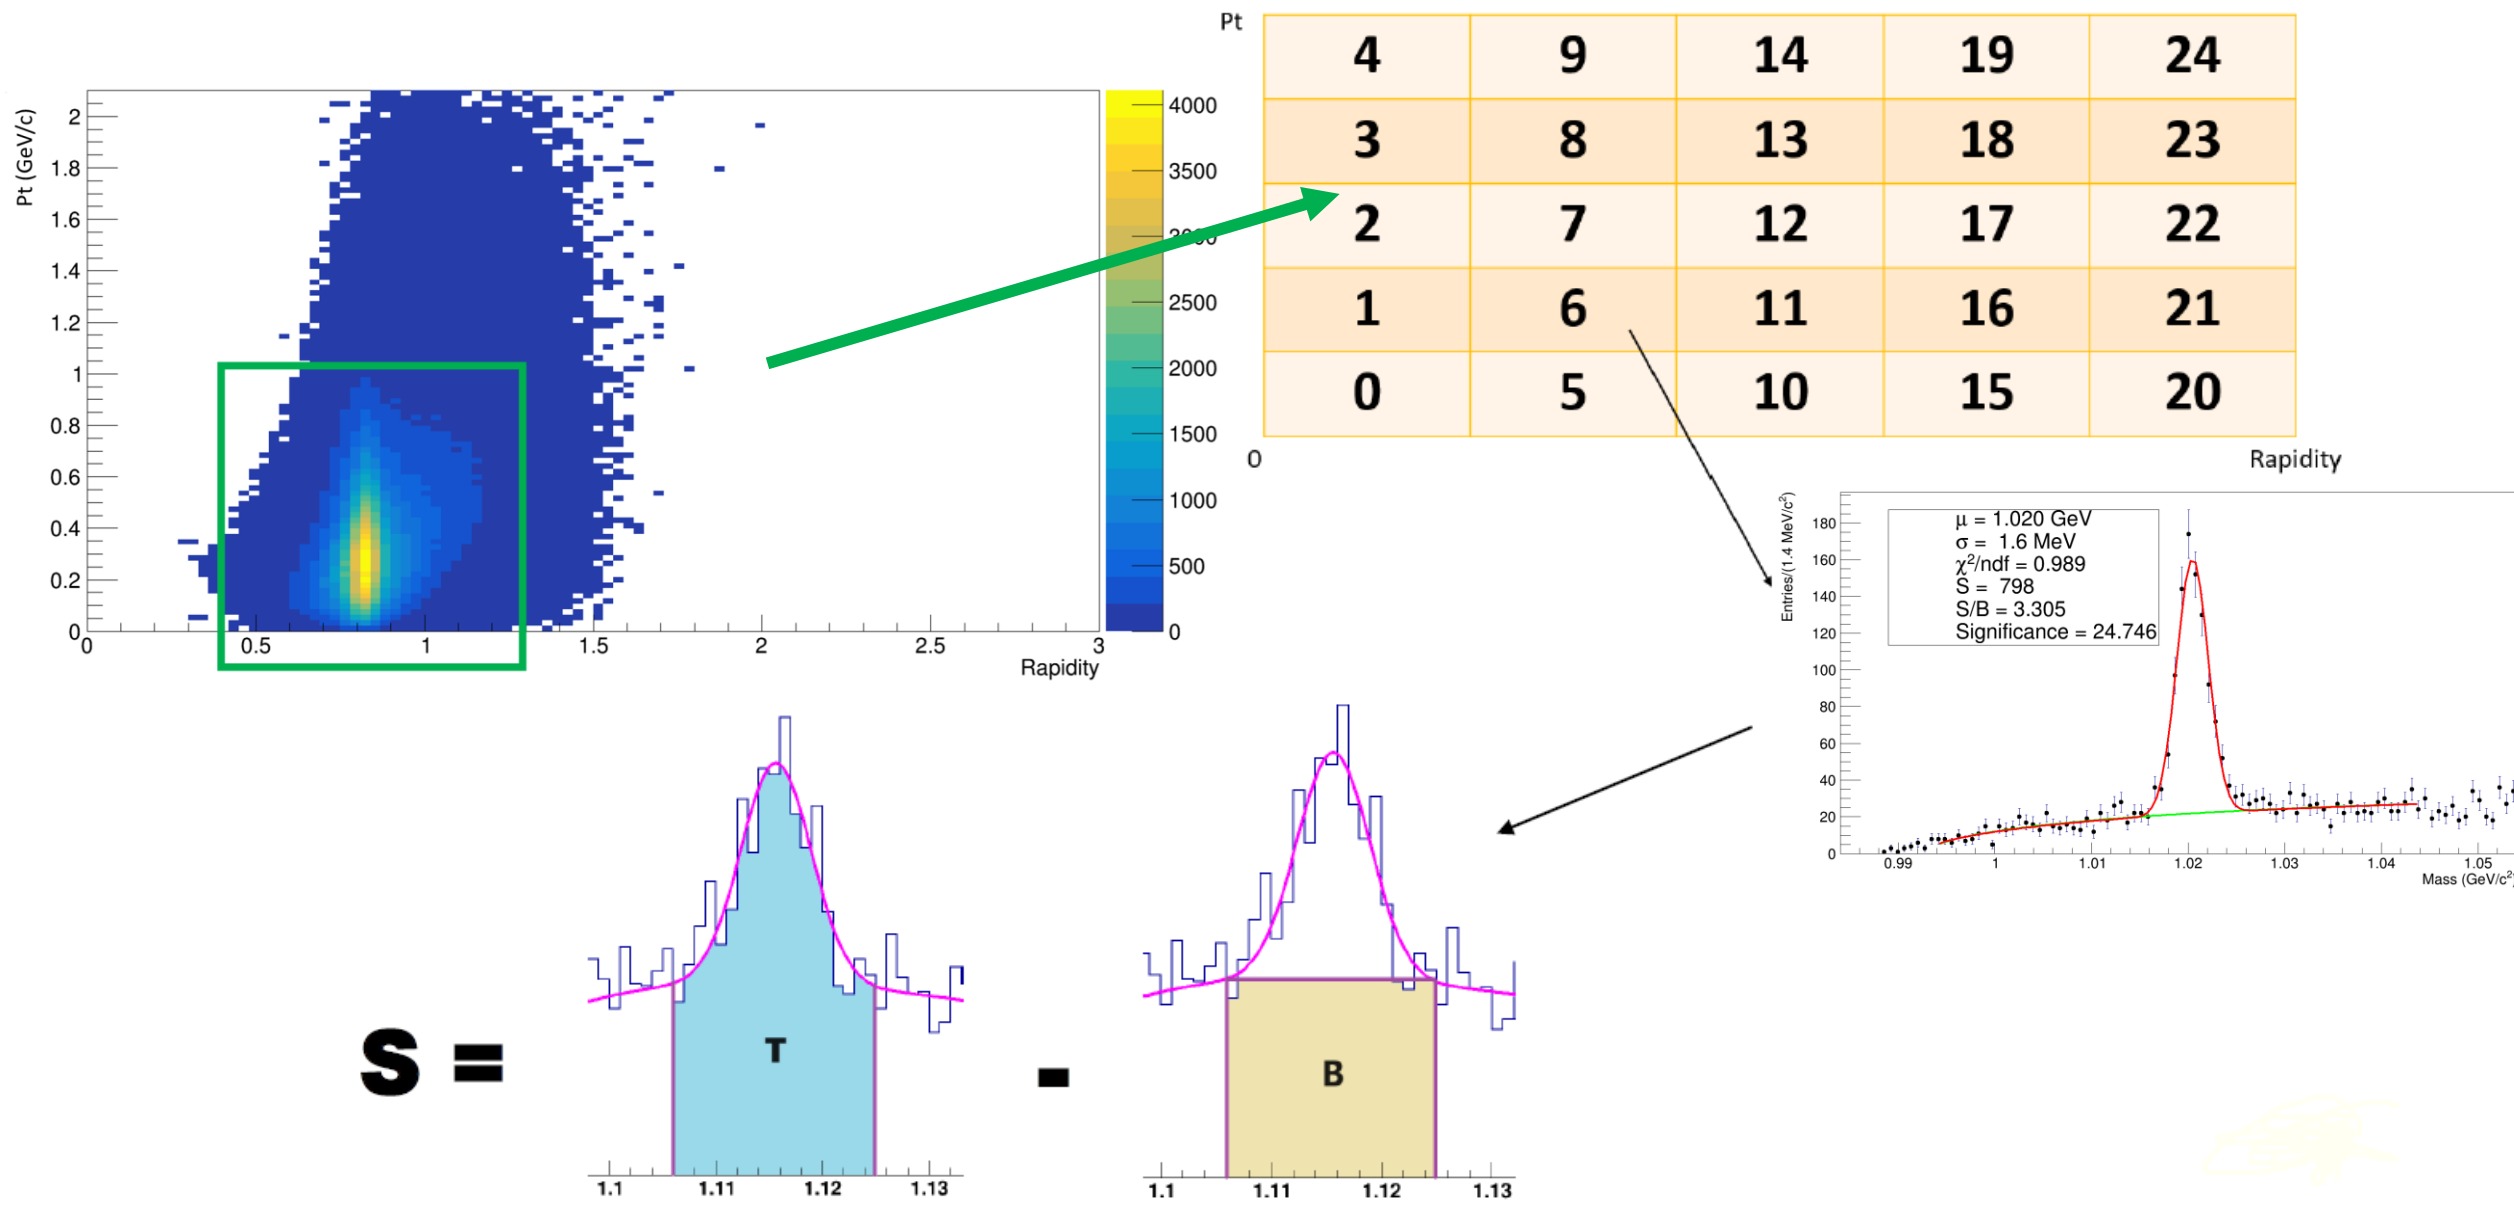 Pt (GeV/c)
2
1.8
1.6
1.4
1.2
1
0.8
0.6
0.4
0.2
0
0 0.5 1 1.5 2 2.5 3
Rapidity
4000
3500
3000
2500
2000
1500
1000
500
0
Pt
4 9 14 19 24
3 8 13 18 23
2 7 12 17 22
1 6 11 16 21
0 5 10 15 20
0
Rapidity
Entries/(1.4 MeV/c²)
180
160
140
120
100
80
60
40
20
0
μ = 1.020 GeV
σ = 1.6 MeV
χ²/ndf = 0.989
S = 798
S/B = 3.305
Significance = 24.746
0.99 1 1.01 1.02 1.03 1.04 1.05
Mass (GeV/c²)
S = T - B
1.1 1.11 1.12 1.13
1.1 1.11 1.12 1.13